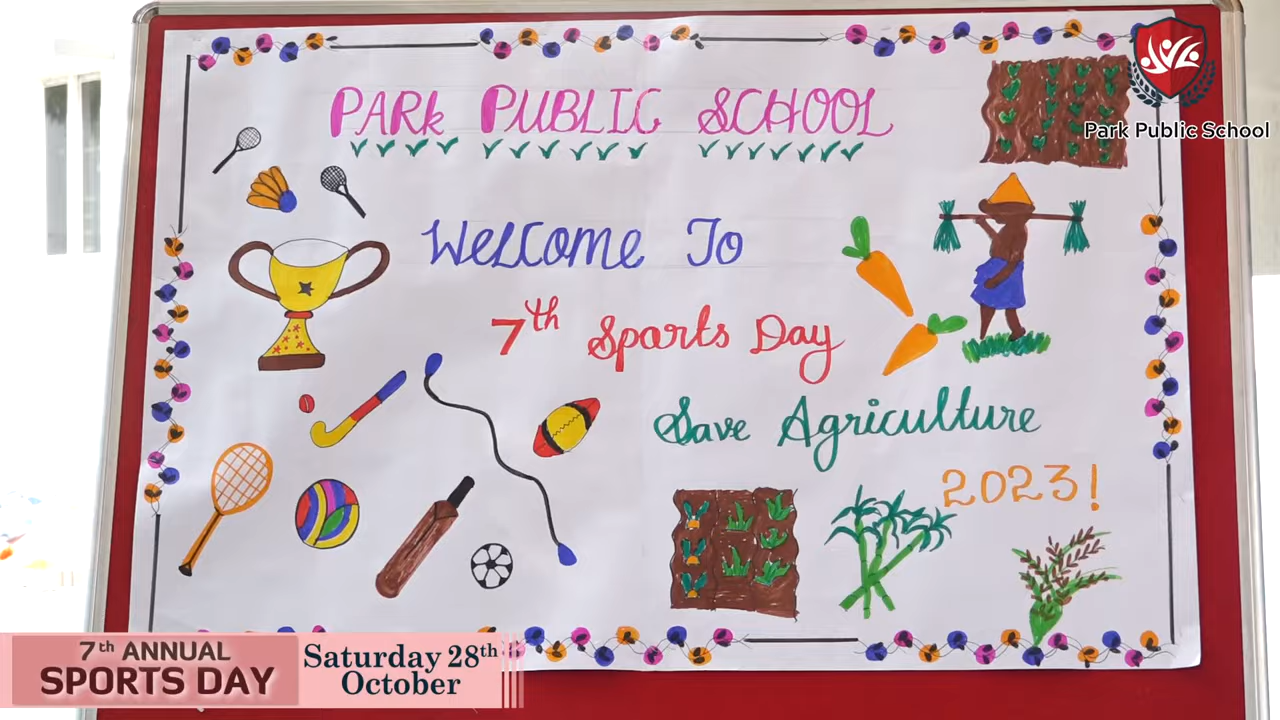 PARK PUBLIC SCHOOL
Park Public School
WELCOME To
7th Sports Day
Save Agriculture
2023!
7th ANNUAL
SPORTS DAY
Saturday 28th
October